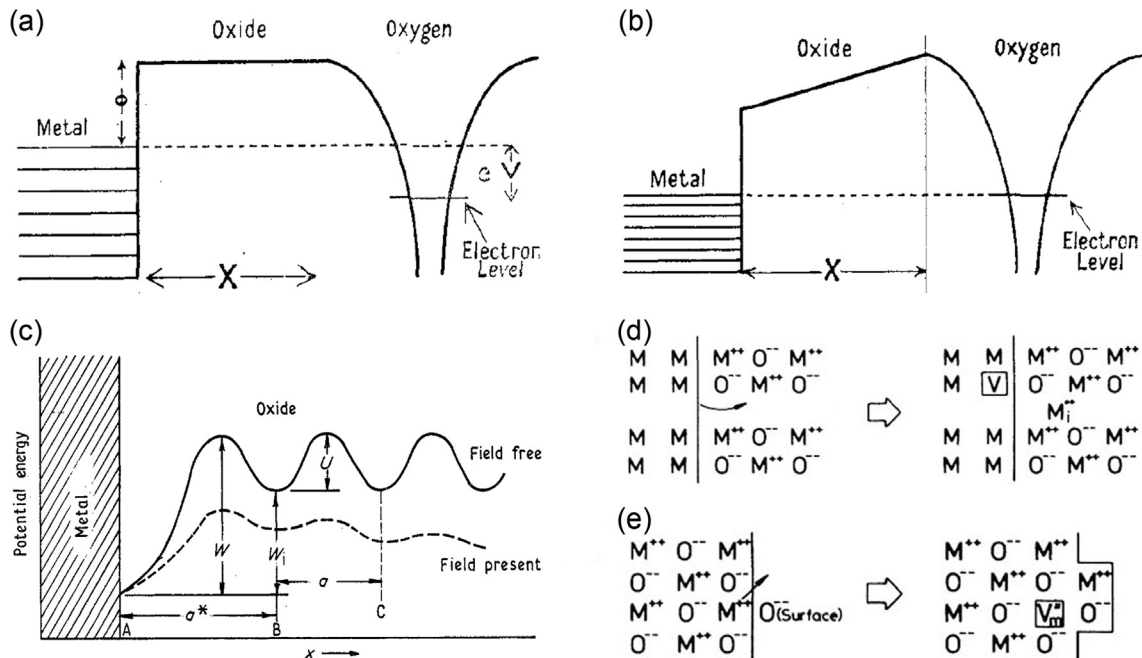 (a)
Oxide Oxygen
Metal
e V
Electron
Level
X
(b)
Oxide Oxygen
Metal
Electron
Level
X
(c)
Potential energy
Metal
Oxide
Field free
Field present
W
Wi
U
a
a*
A B C
x
(d)
M M M++ O-- M++
M M O-- M++ O--
M M M++ O-- M++
M M O-- M++ O--
M M M++ O-- M++
M V O-- M++ O--
Mi••
M M M++ O-- M++
M M O-- M++ O--
(e)
M++ O-- M++
O-- M++ O--
M++ O-- M++ O--(Surface)
O-- M++ O--
M++ O-- M++
O-- M++ O-- M++
M++ O-- Vm'' O--
O-- M++ O--